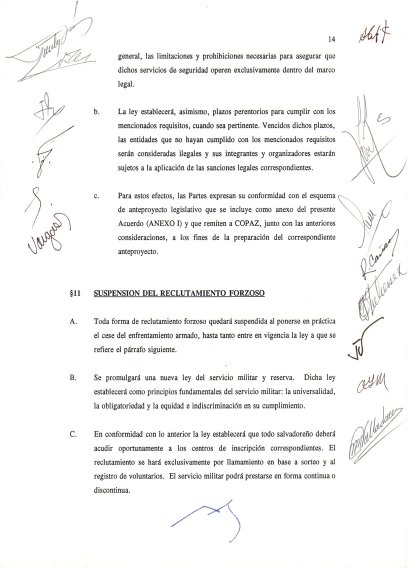 14
general, las limitaciones y prohibiciones necesarias para asegurar que
dichos servicios de seguridad operen exclusivamente dentro del marco
legal.
b. La ley establecerá, asimismo, plazos perentorios para cumplir con los
mencionados requisitos, cuando sea pertinente. Vencidos dichos plazos,
las entidades que no hayan cumplido con los mencionados requisitos
serán consideradas ilegales y sus integrantes y organizadores estarán
sujetos a la aplicación de las sanciones legales correspondientes.
c. Para estos efectos, las Partes expresan su conformidad con el esquema
de anteproyecto legislativo que se incluye como anexo del presente
Acuerdo (ANEXO I) y que remiten a COPAZ, junto con las anteriores
consideraciones, a los fines de la preparación del correspondiente
anteproyecto.
Vargas
§11 SUSPENSION DEL RECLUTAMIENTO FORZOSO
A. Toda forma de reclutamiento forzoso quedará suspendida al ponerse en práctica
el cese del enfrentamiento armado, hasta tanto entre en vigencia la ley a que se
refiere el párrafo siguiente.
B. Se promulgará una nueva ley del servicio militar y reserva. Dicha ley
establecerá como principios fundamentales del servicio militar: la universalidad,
la obligatoriedad y la equidad e indiscriminación en su cumplimiento.
C. En conformidad con lo anterior la ley establecerá que todo salvadoreño deberá
acudir oportunamente a los centros de inscripción correspondientes. El
reclutamiento se hará exclusivamente por llamamiento en base a sorteo y al
registro de voluntarios. El servicio militar podrá prestarse en forma continua o
discontinua.